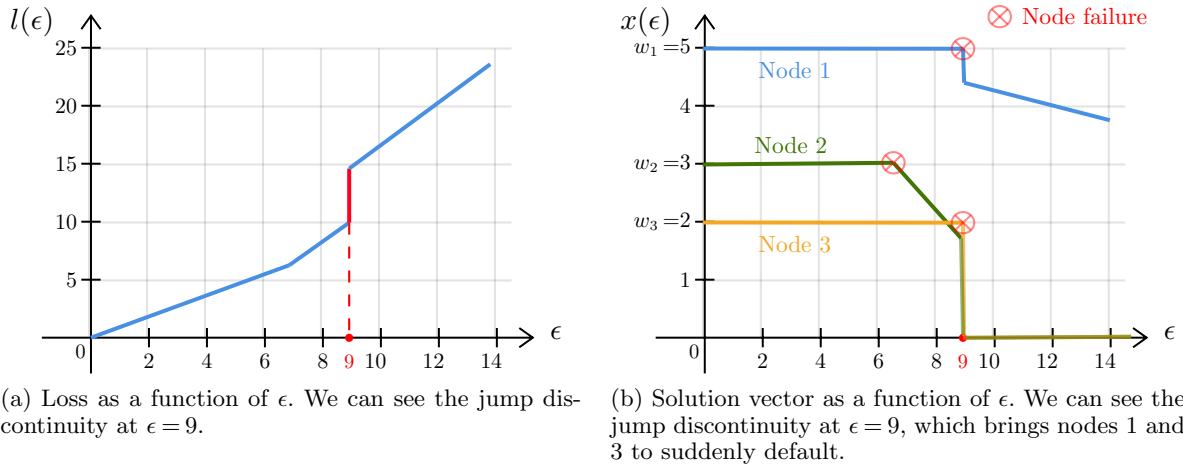 l(ϵ)
25
20
15
10
5
0
2
4
6
8
9
10
12
14
ϵ
(a) Loss as a function of ϵ. We can see the jump dis-
continuity at ϵ = 9.
x(ϵ)
Node failure
w₁ =5
Node 1
4
Node 2
w₂ =3
w₃ =2
Node 3
1
0
2
4
6
8
9
10
12
14
ϵ
(b) Solution vector as a function of ϵ. We can see the
jump discontinuity at ϵ = 9, which brings nodes 1 and
3 to suddenly default.